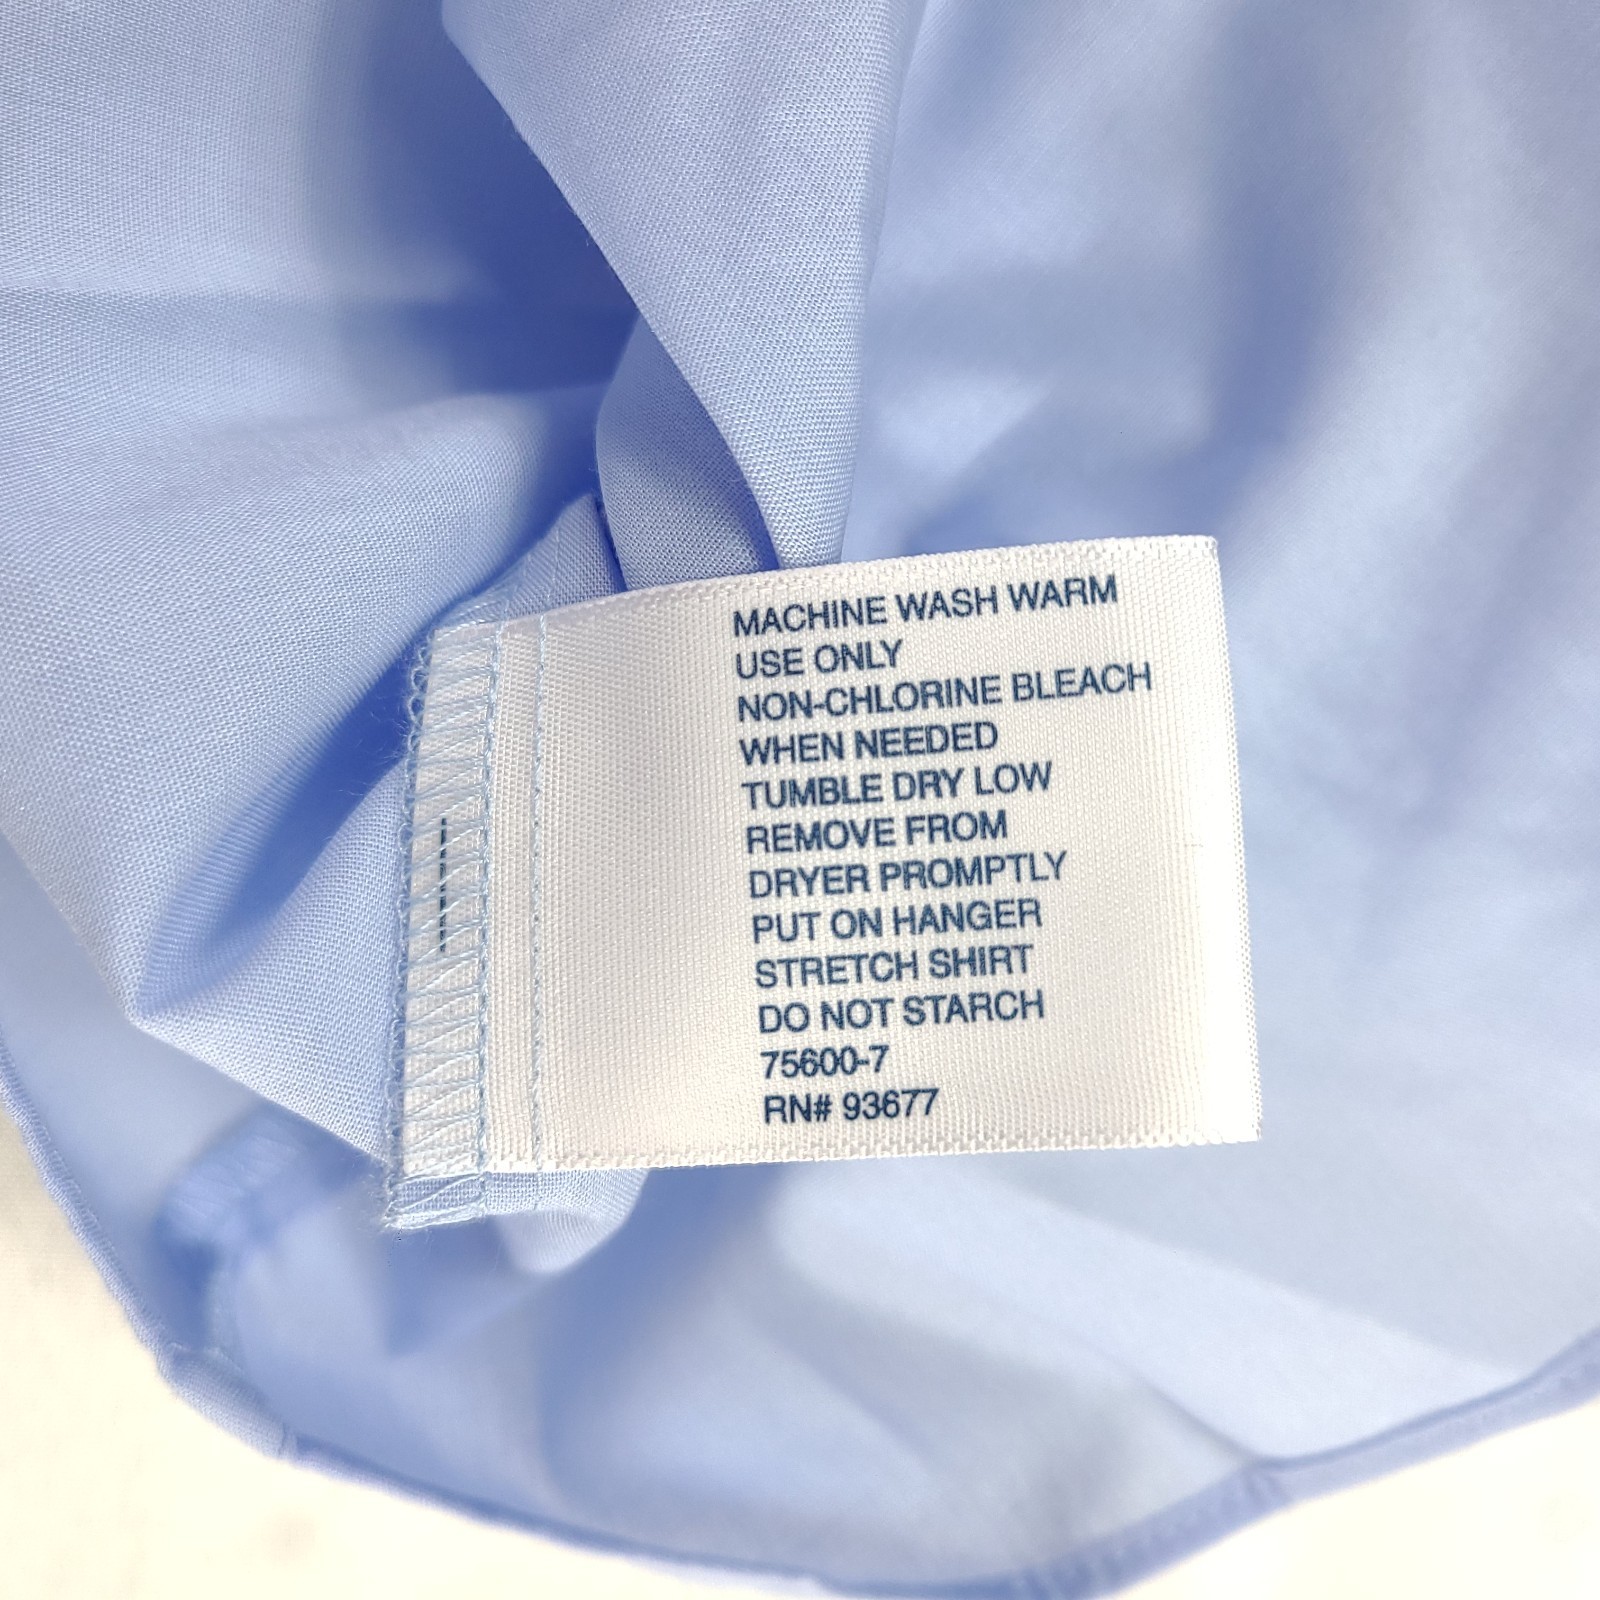 MACHINE WASH WARM
USE ONLY
NON-CHLORINE BLEACH
WHEN NEEDED
TUMBLE DRY LOW
REMOVE FROM
DRYER PROMPTLY
PUT ON HANGER
STRETCH SHIRT
DO NOT STARCH
75600-7
RN# 93677